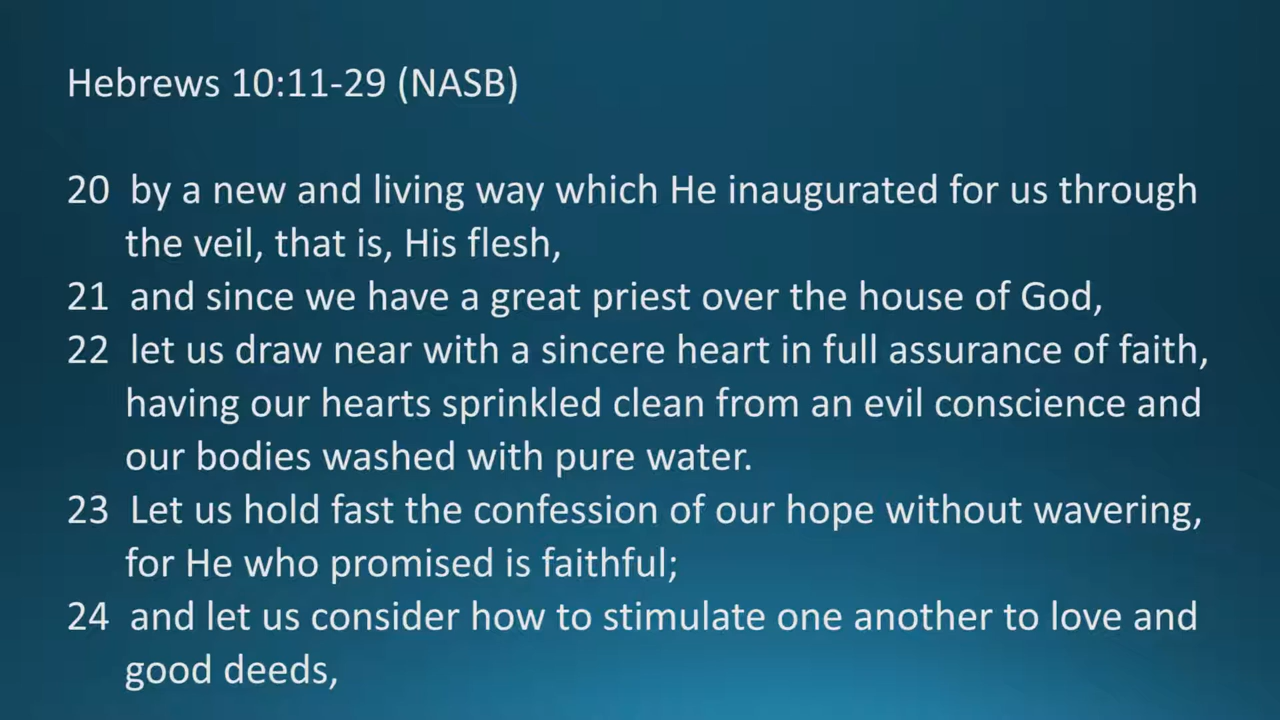 Hebrews 10:11-29 (NASB)
20 by a new and living way which He inaugurated for us through
the veil, that is, His flesh,
21 and since we have a great priest over the house of God,
22 let us draw near with a sincere heart in full assurance of faith,
having our hearts sprinkled clean from an evil conscience and
our bodies washed with pure water.
23 Let us hold fast the confession of our hope without wavering,
for He who promised is faithful;
24 and let us consider how to stimulate one another to love and
good deeds,